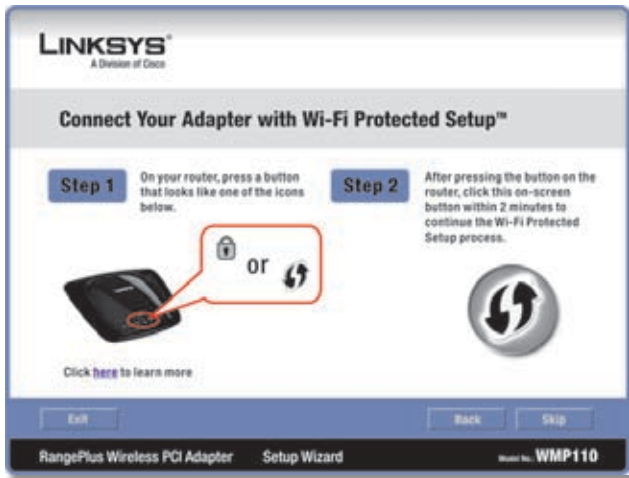 LINKSYS®
A Division of Cisco
Connect Your Adapter with Wi-Fi Protected Setup™
Step 1
On your router, press a button
that looks like one of the icons
below.
or
Click here to learn more
Step 2
After pressing the button on the
router, click this on-screen
button within 2 minutes to
continue the Wi-Fi Protected
Setup process.
Exit
Back
Skip
RangePlus Wireless PCI Adapter
Setup Wizard
Model No. WMP110